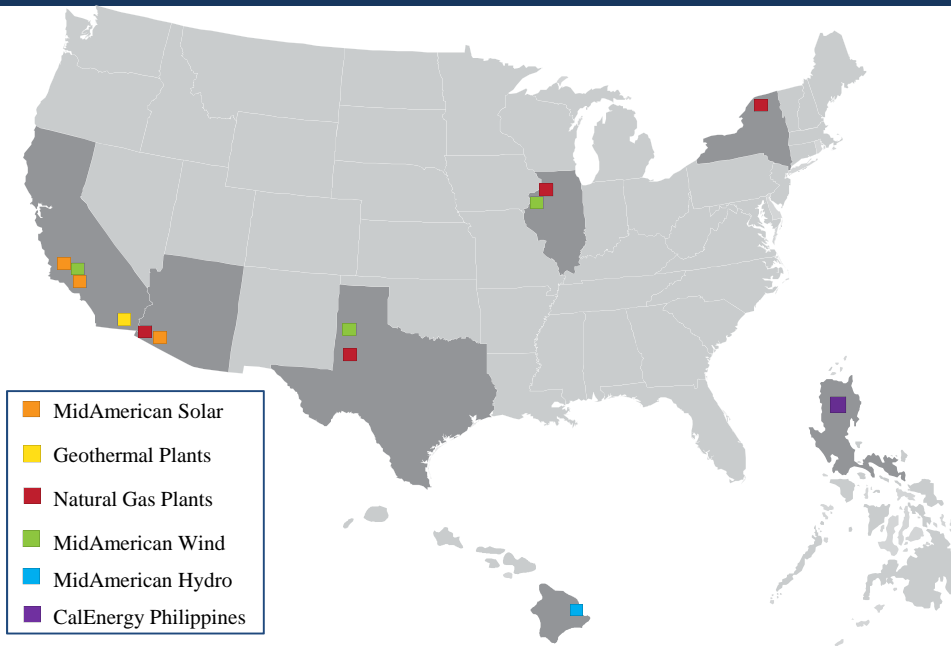 MidAmerican Solar
Geothermal Plants
Natural Gas Plants
MidAmerican Wind
MidAmerican Hydro
CalEnergy Philippines